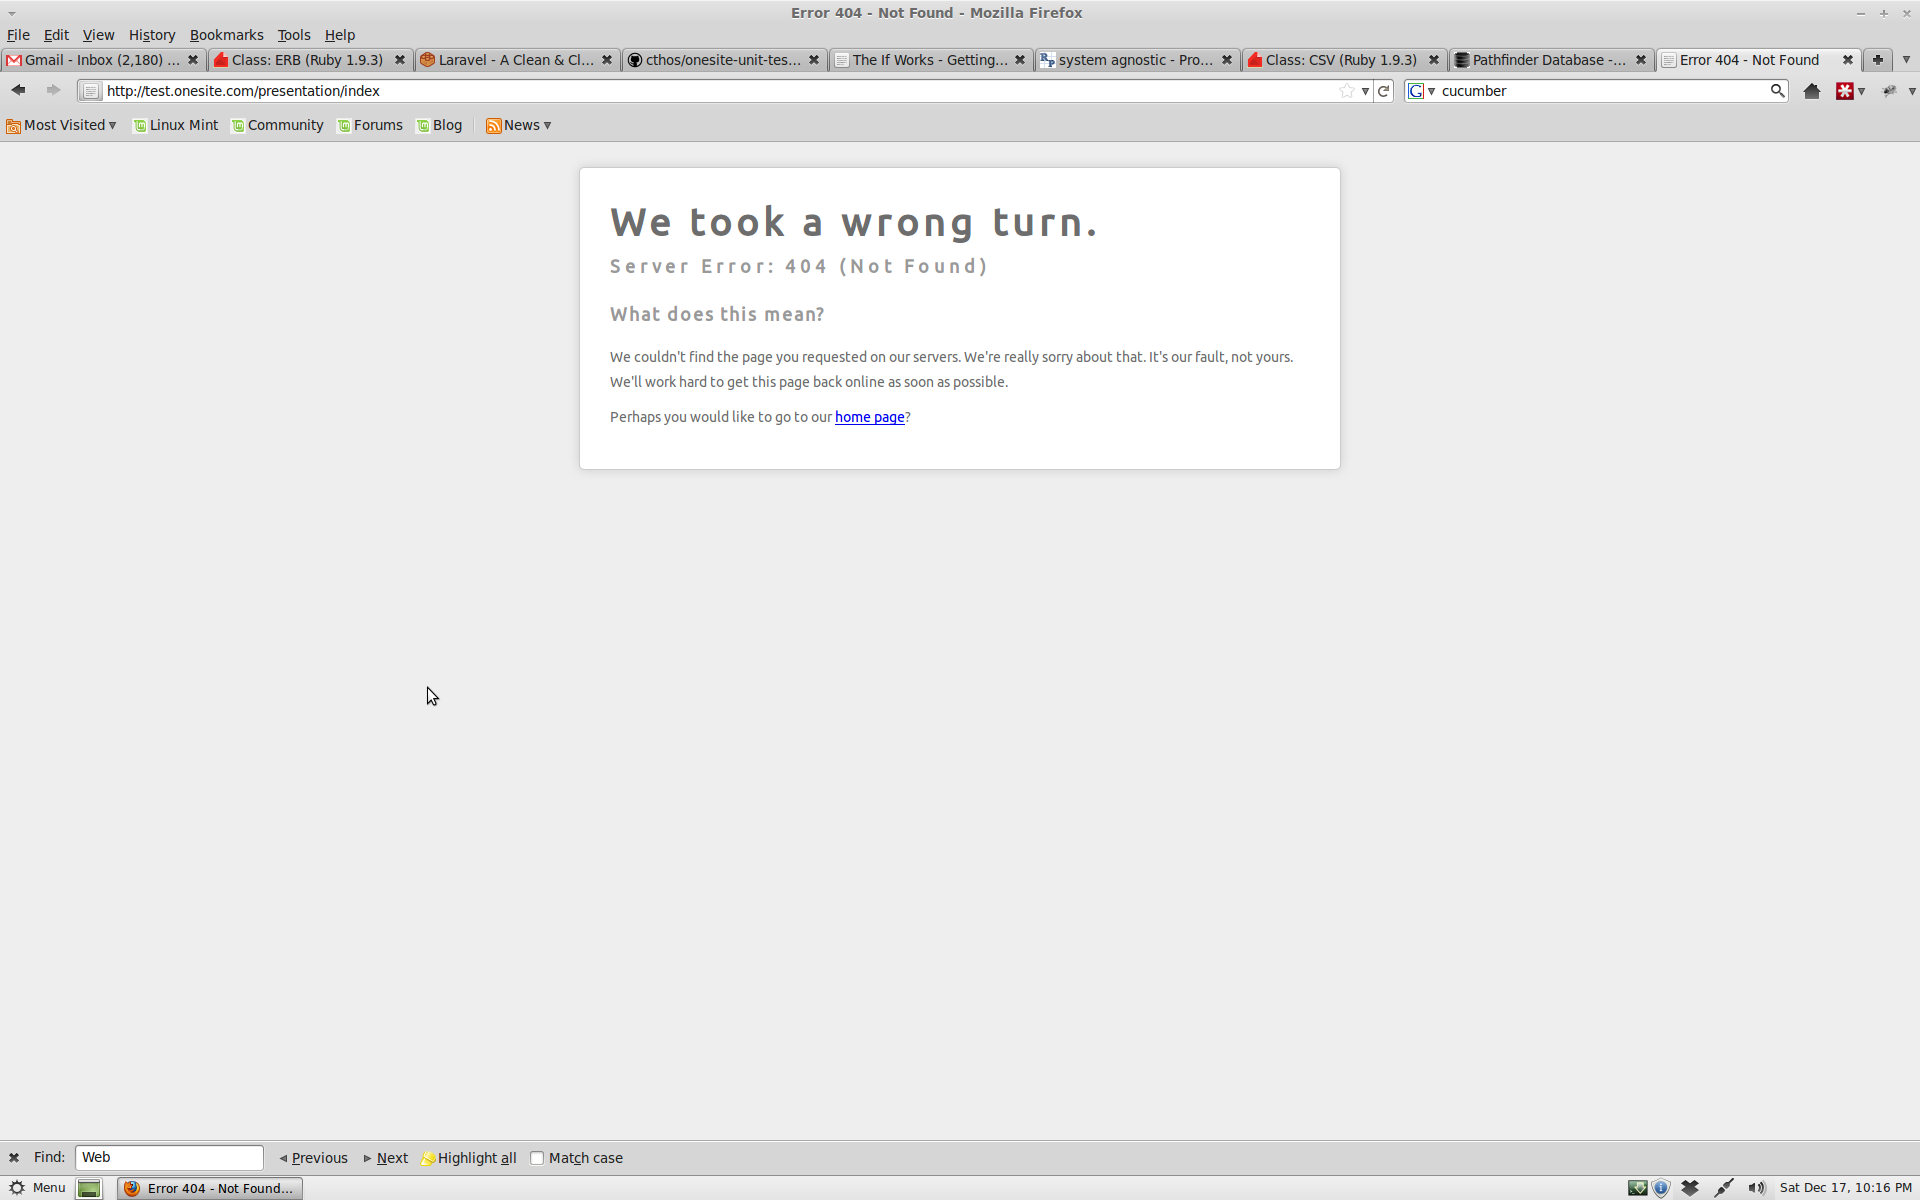 Error 404 - Not Found - Mozilla Firefox
File Edit View History Bookmarks Tools Help
Gmail - Inbox (2,180) ... Class: ERB (Ruby 1.9.3) Laravel - A Clean & Cl... cthos/onesite-unit-tes... The If Works - Getting... system agnostic - Pro... Class: CSV (Ruby 1.9.3) Pathfinder Database -... Error 404 - Not Found
http://test.onesite.com/presentation/index cucumber
Most Visited Linux Mint Community Forums Blog News
We took a wrong turn.
Server Error: 404 (Not Found)
What does this mean?
We couldn't find the page you requested on our servers. We're really sorry about that. It's our fault, not yours.
We'll work hard to get this page back online as soon as possible.
Perhaps you would like to go to our home page?
Find: Web Previous Next Highlight all Match case
Menu Error 404 - Not Found... Sat Dec 17, 10:16 PM